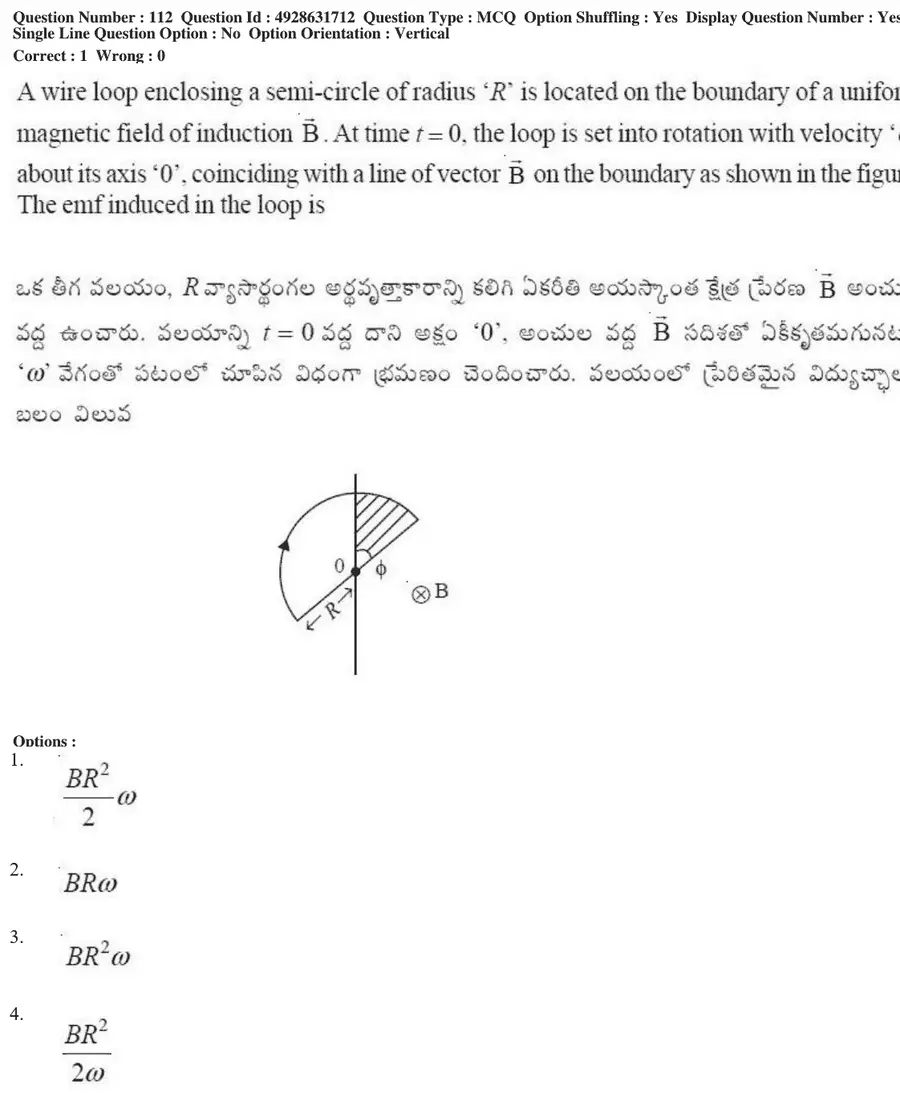 Question Number : 112 Question Id : 4928631712 Question Type : MCQ Option Shuffling : Yes Display Question Number : Yes
Single Line Question Option : No Option Orientation : Vertical
Correct : 1 Wrong : 0
A wire loop enclosing a semi-circle of radius ‘R’ is located on the boundary of a unifor
magnetic field of induction B⃗. At time t = 0, the loop is set into rotation with velocity ‘
about its axis ‘0’, coinciding with a line of vector B⃗ on the boundary as shown in the figu
The emf induced in the loop is
ఒక తీగ వలయం, R వ్యాసార్థంగల అర్థవృత్తాకారాన్ని కలిగి ఏకరీతి అయస్కాంత క్షేత్ర ప్రేరణ B⃗ అంచు
వద్ద ఉంచారు. వలయాన్ని t = 0 వద్ద దాని అక్షం ‘0’, అంచుల వద్ద B⃗ సదిశతో ఏకీకృతమగునట
‘ω’ వేగంతో పటంలో చూపిన విధంగా భ్రమణం చెందించారు. వలయంలో ప్రేరితమైన విద్యుచ్ఛాల
బలం విలువ
0 ϕ
← R →
⊗ B
Options :
1. BR²/2 ω
2. BRω
3. BR²ω
4. BR²/2ω